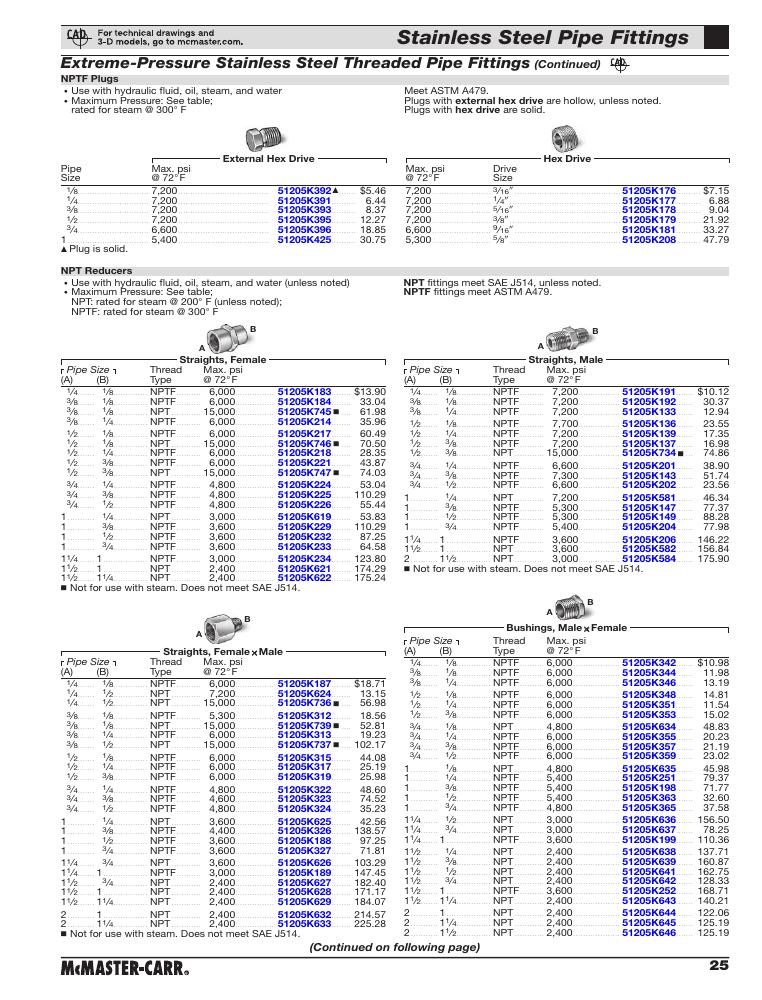 CAD For technical drawings and
3-D models, go to mcmaster.com.
Stainless Steel Pipe Fittings
Extreme-Pressure Stainless Steel Threaded Pipe Fittings (Continued) CAD
NPTF Plugs
• Use with hydraulic fluid, oil, steam, and water
• Maximum Pressure: See table;
rated for steam @ 300° F
Meet ASTM A479.
Plugs with external hex drive are hollow, unless noted.
Plugs with hex drive are solid.
External Hex Drive
Pipe Size Max. psi @ 72°F
1/8 7,200 51205K392▲ $5.46
1/4 7,200 51205K391 6.44
3/8 7,200 51205K393 8.37
1/2 7,200 51205K395 12.27
3/4 6,600 51205K396 18.85
1 5,400 51205K425 30.75
▲ Plug is solid.
Hex Drive
Max. psi @ 72°F Drive Size
7,200 3/16" 51205K176 $7.15
7,200 1/4" 51205K177 6.88
7,200 5/16" 51205K178 9.04
7,200 3/8" 51205K179 21.92
6,600 9/16" 51205K181 33.27
5,300 5/8" 51205K208 47.79
NPT Reducers
• Use with hydraulic fluid, oil, steam, and water (unless noted)
• Maximum Pressure: See table;
NPT: rated for steam @ 200° F (unless noted);
NPTF: rated for steam @ 300° F
NPT fittings meet SAE J514, unless noted.
NPTF fittings meet ASTM A479.
A B
Straights, Female
Pipe Size (A) (B) Thread Type Max. psi @ 72°F
1/4 1/8 NPTF 6,000 51205K183 $13.90
3/8 1/8 NPTF 6,000 51205K184 33.04
3/8 1/8 NPT 15,000 51205K745■ 61.98
3/8 1/4 NPTF 6,000 51205K214 35.96
1/2 1/8 NPTF 6,000 51205K217 60.49
1/2 1/8 NPT 15,000 51205K746■ 70.50
1/2 1/4 NPTF 6,000 51205K218 28.35
1/2 3/8 NPTF 6,000 51205K221 43.87
1/2 3/8 NPT 15,000 51205K747■ 74.03
3/4 1/4 NPTF 4,800 51205K224 53.04
3/4 3/8 NPTF 4,800 51205K225 110.29
3/4 1/2 NPTF 4,800 51205K226 55.44
1 1/4 NPT 3,000 51205K619 53.83
1 3/8 NPTF 3,600 51205K229 110.29
1 1/2 NPTF 3,600 51205K232 87.25
1 3/4 NPTF 3,600 51205K233 64.58
1 1/4 1 NPTF 3,000 51205K234 123.80
1 1/2 1 NPT 2,400 51205K621 174.29
1 1/2 1 1/4 NPT 2,400 51205K622 175.24
■ Not for use with steam. Does not meet SAE J514.
A B
Straights, Male
Pipe Size (A) (B) Thread Type Max. psi @ 72°F
1/4 1/8 NPTF 7,200 51205K191 $10.12
3/8 1/8 NPTF 7,200 51205K192 30.37
3/8 1/4 NPTF 7,200 51205K133 12.94
1/2 1/8 NPTF 7,700 51205K136 23.55
1/2 1/4 NPTF 7,200 51205K139 17.35
1/2 3/8 NPTF 7,200 51205K137 16.98
1/2 3/8 NPT 15,000 51205K734■ 74.86
3/4 1/4 NPTF 6,600 51205K201 38.90
3/4 3/8 NPTF 7,300 51205K143 51.74
3/4 1/2 NPTF 6,600 51205K202 23.56
1 1/4 NPT 7,200 51205K581 46.34
1 3/8 NPTF 5,300 51205K147 77.37
1 1/2 NPTF 5,300 51205K149 88.28
1 3/4 NPTF 5,400 51205K204 77.98
1 1/4 1 NPTF 3,600 51205K206 146.22
1 1/2 1 NPT 3,600 51205K582 156.84
2 1 1/2 NPT 3,000 51205K584 175.90
■ Not for use with steam. Does not meet SAE J514.
A B
Straights, Female x Male
Pipe Size (A) (B) Thread Type Max. psi @ 72°F
1/4 1/8 NPTF 6,000 51205K187 $18.71
1/4 1/2 NPT 7,200 51205K624 13.15
1/4 1/2 NPT 15,000 51205K736■ 56.98
3/8 1/8 NPTF 5,300 51205K312 18.56
3/8 1/8 NPT 15,000 51205K739■ 52.81
3/8 1/4 NPTF 6,000 51205K313 19.23
3/8 1/2 NPT 15,000 51205K737■ 102.17
1/2 1/8 NPTF 6,000 51205K315 44.08
1/2 1/4 NPTF 6,000 51205K317 25.19
1/2 3/8 NPTF 6,000 51205K319 25.98
3/4 1/4 NPTF 4,800 51205K322 48.60
3/4 3/8 NPTF 4,600 51205K323 74.52
3/4 1/2 NPTF 4,800 51205K324 35.23
1 1/4 NPT 3,600 51205K625 42.56
1 3/8 NPTF 4,400 51205K326 138.57
1 1/2 NPTF 3,600 51205K188 97.25
1 3/4 NPTF 3,600 51205K327 71.81
1 1/4 3/4 NPT 3,600 51205K626 103.29
1 1/4 1 NPTF 3,000 51205K189 147.45
1 1/2 3/4 NPT 2,400 51205K627 182.40
1 1/2 1 NPT 2,400 51205K628 171.17
1 1/2 1 1/4 NPT 2,400 51205K629 184.07
2 1 NPT 2,400 51205K632 214.57
2 1 1/4 NPT 2,400 51205K633 225.28
■ Not for use with steam. Does not meet SAE J514.
A B
Bushings, Male x Female
Pipe Size (A) (B) Thread Type Max. psi @ 72°F
1/4 1/8 NPTF 6,000 51205K342 $10.98
3/8 1/8 NPTF 6,000 51205K344 11.98
3/8 1/4 NPTF 6,000 51205K346 13.19
1/2 1/8 NPTF 6,000 51205K348 14.81
1/2 1/4 NPTF 6,000 51205K351 11.54
1/2 3/8 NPTF 6,000 51205K353 15.02
3/4 1/8 NPT 4,800 51205K634 48.83
3/4 1/4 NPTF 6,000 51205K355 20.23
3/4 3/8 NPTF 6,000 51205K357 21.19
3/4 1/2 NPTF 6,000 51205K359 23.02
1 1/8 NPT 4,800 51205K635 45.98
1 1/4 NPTF 5,400 51205K251 79.37
1 3/8 NPTF 5,400 51205K198 71.77
1 1/2 NPTF 5,400 51205K363 32.60
1 3/4 NPTF 4,800 51205K365 37.58
1 1/4 1/2 NPT 3,000 51205K636 156.50
1 1/4 3/4 NPT 3,000 51205K637 78.25
1 1/4 1 NPTF 3,600 51205K199 110.36
1 1/2 1/4 NPT 2,400 51205K638 137.71
1 1/2 3/8 NPT 2,400 51205K639 160.87
1 1/2 1/2 NPT 2,400 51205K641 162.75
1 1/2 3/4 NPT 2,400 51205K642 128.33
1 1/2 1 NPTF 3,600 51205K252 168.71
1 1/2 1 1/4 NPT 2,400 51205K643 140.21
2 1 NPT 2,400 51205K644 122.06
2 1 1/4 NPT 2,400 51205K645 125.19
2 1 1/2 NPT 2,400 51205K646 125.19
(Continued on following page)
McMASTER-CARR®
25